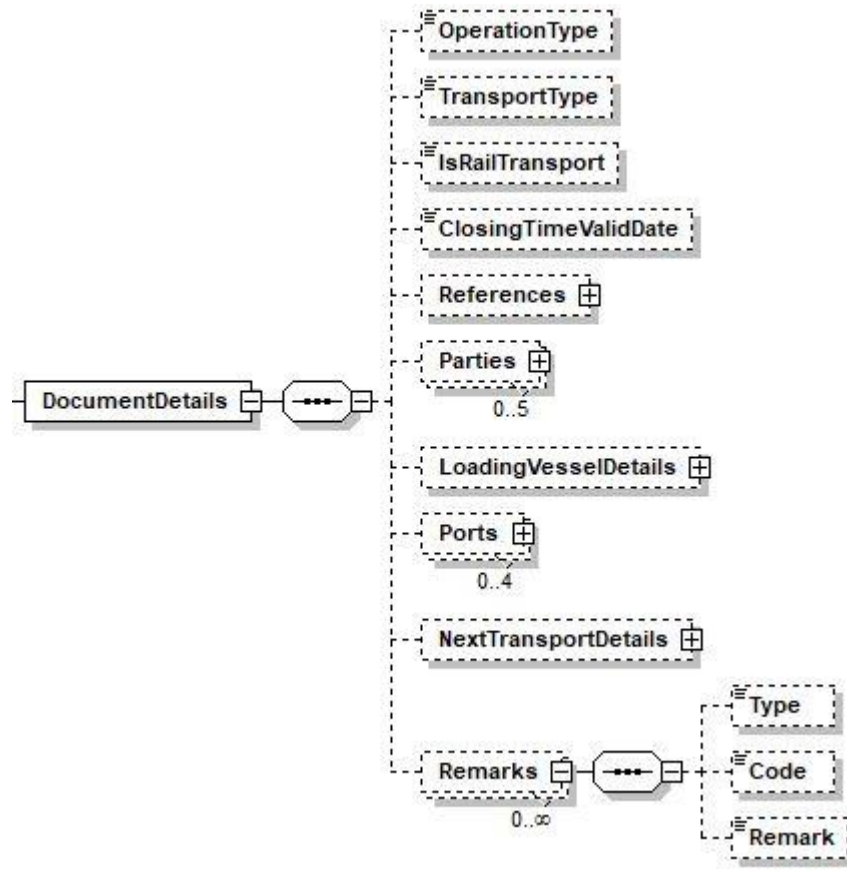 OperationType
TransportType
IsRailTransport
ClosingTimeValidDate
References
Parties
0..5
DocumentDetails
LoadingVesselDetails
Ports
0..4
NextTransportDetails
Type
Remarks
Code
0..∞
Remark